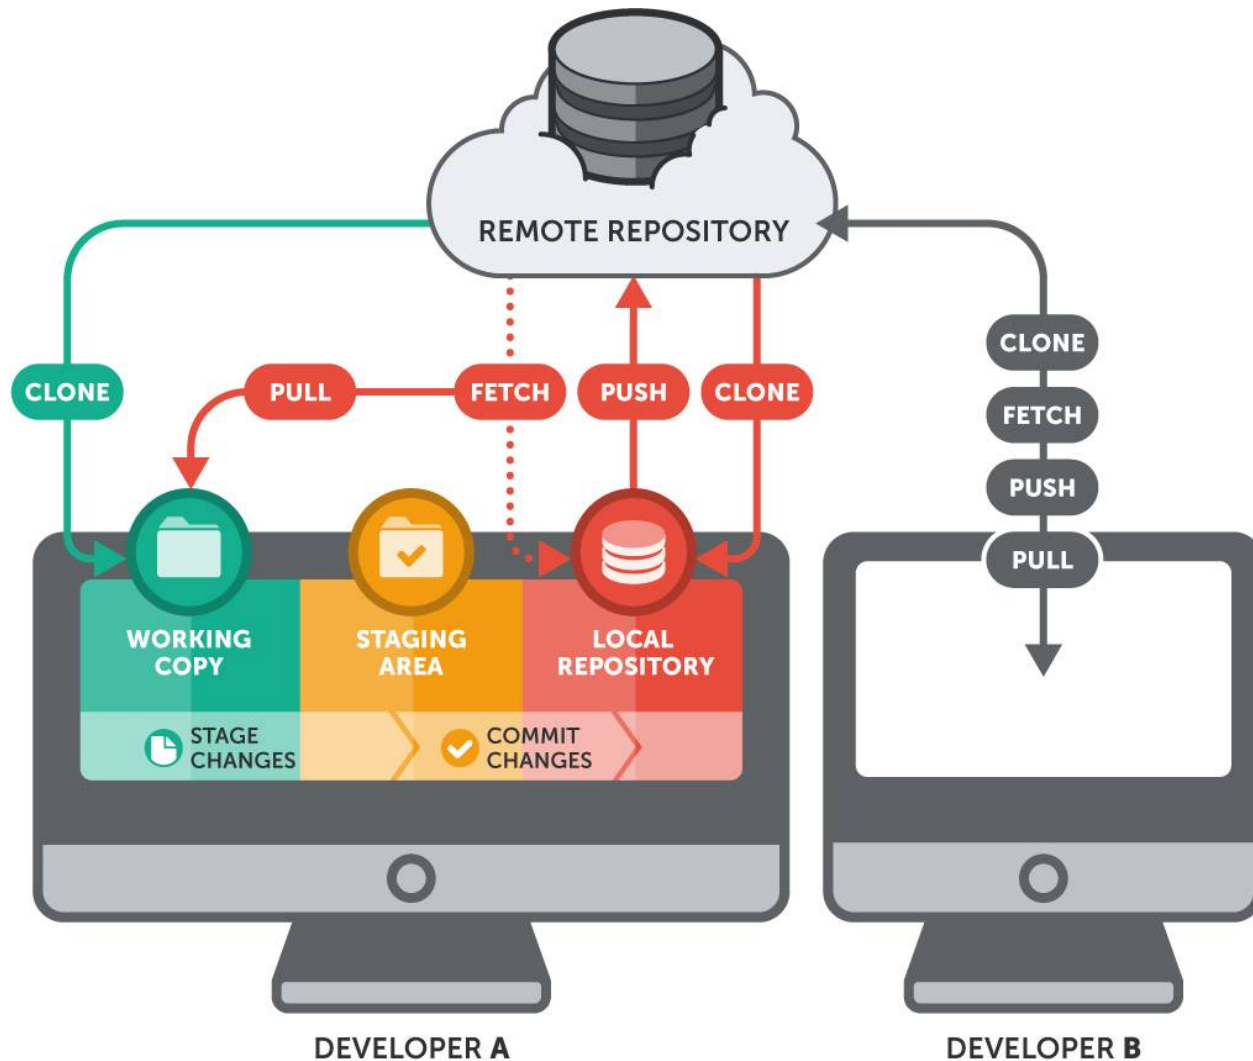 REMOTE REPOSITORY
CLONE
PULL
FETCH
PUSH
CLONE
CLONE
FETCH
PUSH
PULL
WORKING
COPY
STAGING
AREA
LOCAL
REPOSITORY
STAGE
CHANGES
COMMIT
CHANGES
DEVELOPER A
DEVELOPER B